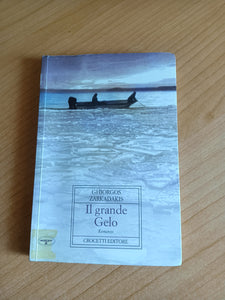 GHIORGOS
ZARKADAKIS
Il grande
Gelo
Romanzo
CROCETTI EDITORE